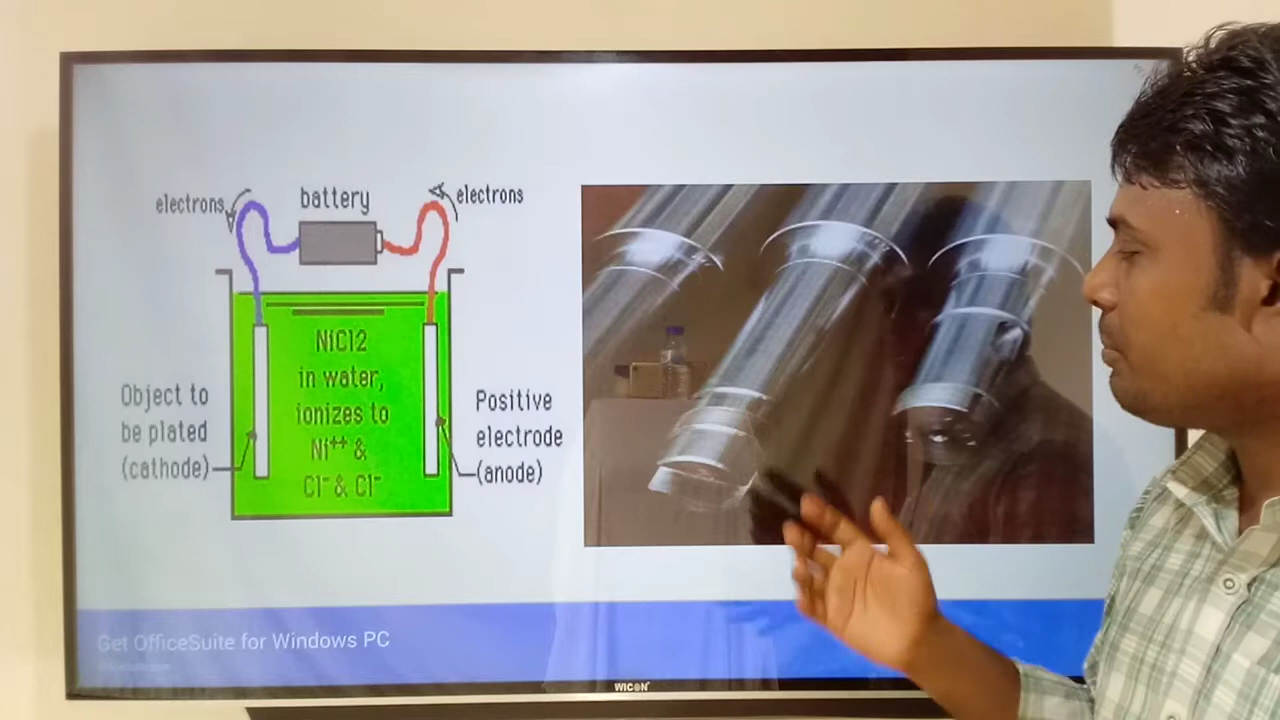 electrons
battery
electrons
NiCl2
in water,
ionizes to
Ni++ &
Cl- & Cl-
Object to
be plated
(cathode)
Positive
electrode
(anode)
Get OfficeSuite for Windows PC
WICON